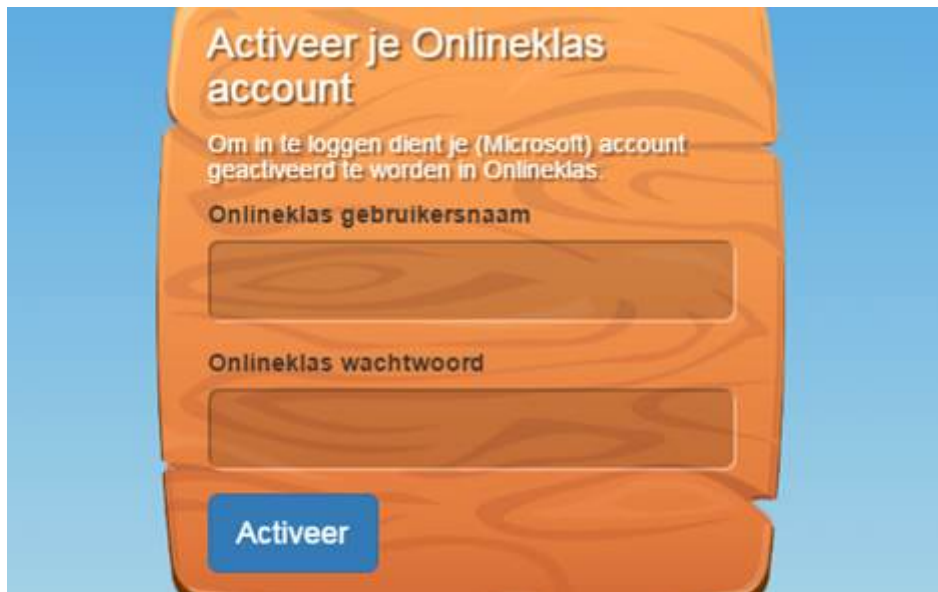 Activeer je Onlineklas
account
Om in te loggen dient je (Microsoft) account
geactiveerd te worden in Onlineklas.
Onlineklas gebruikersnaam
Onlineklas wachtwoord
Activeer